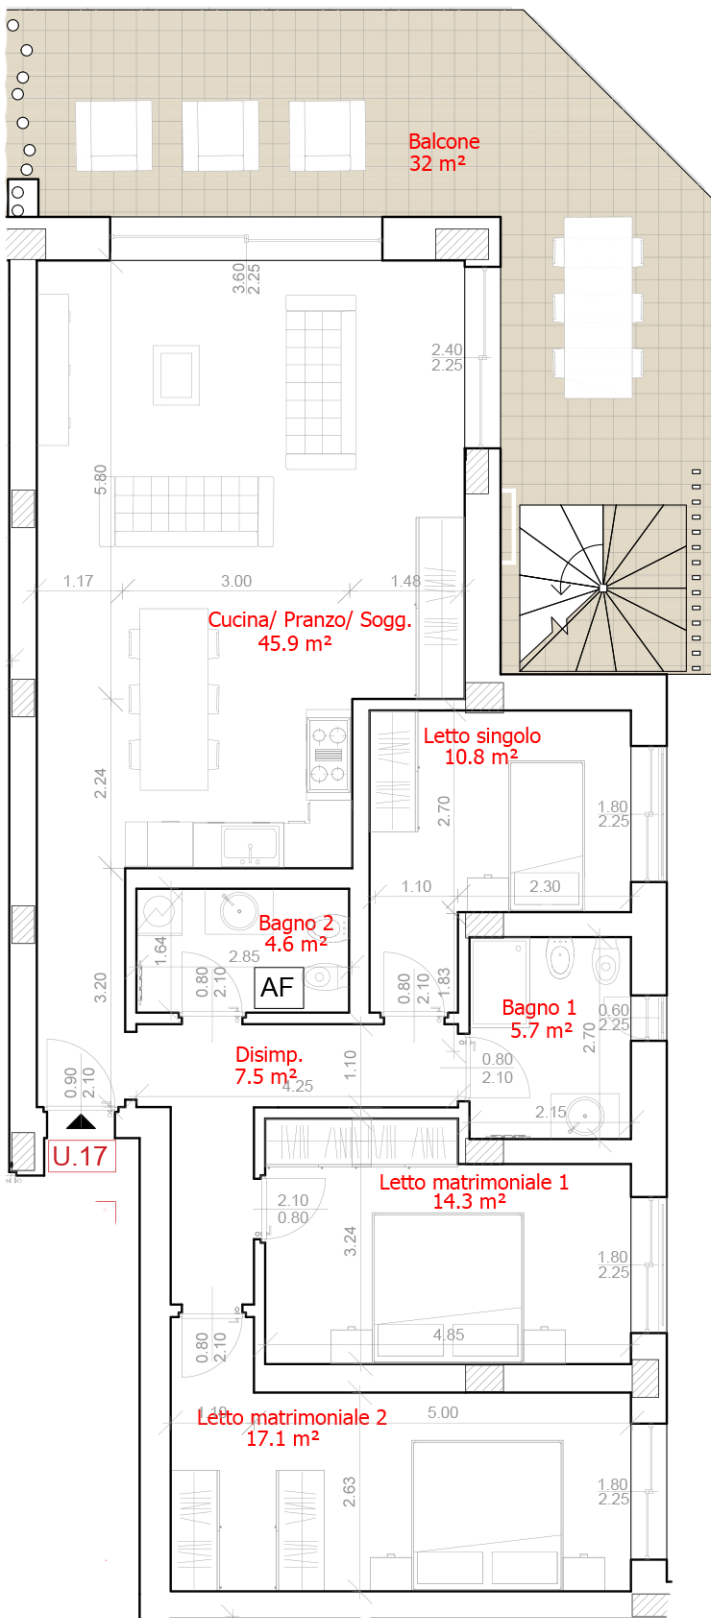 Balcone
32 m²
3.60
2.25
2.40
2.25
5.80
1.17
3.00
1.48
Cucina/ Pranzo/ Sogg.
45.9 m²
Letto singolo
10.8 m²
2.24
2.70
1.80
2.25
1.10
2.30
Bagno 2
4.6 m²
1.64
2.85
0.80
2.10
AF
3.20
0.80
2.10
1.83
Bagno 1
5.7 m²
0.60
2.25
2.70
Disimp.
7.5 m²
4.25
1.10
0.80
2.10
0.90
2.10
2.15
U.17
Letto matrimoniale 1
14.3 m²
2.10
0.80
3.24
1.80
2.25
4.85
0.80
2.10
Letto matrimoniale 2
17.1 m²
1.10
5.00
2.63
1.80
2.25